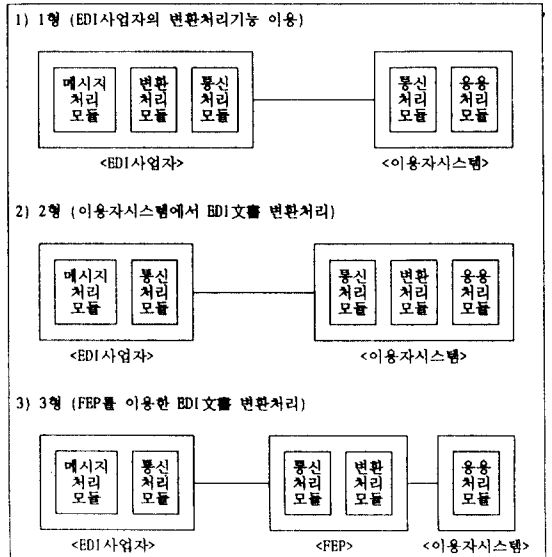 1) 1형 (EDI사업자의 변환처리기능 이용)
메시지 변환 통신 통신 응용
처리 처리 처리 처리 처리
모듈 모듈 모듈 모듈 모듈
<EDI사업자> <이용자시스템>
2) 2형 (이용자시스템에서 EDI文書 변환처리)
메시지 통신 통신 변환 응용
처리 처리 처리 처리 처리
모듈 모듈 모듈 모듈 모듈
<EDI사업자> <이용자시스템>
3) 3형 (FEP를 이용한 EDI文書 변환처리)
메시지 통신 통신 변환 응용
처리 처리 처리 처리 처리
모듈 모듈 모듈 모듈 모듈
<EDI사업자> <FEP> <이용자시스템>